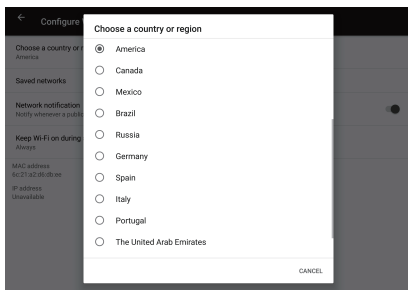 Configure
Choose a country or r
America
Saved networks
Network notification
Notify whenever a public
Keep Wi-Fi on during
Always
MAC address
6c:21:a2:d6:db:ee
IP address
Unavailable
Choose a country or region
America
Canada
Mexico
Brazil
Russia
Germany
Spain
Italy
Portugal
The United Arab Emirates
CANCEL